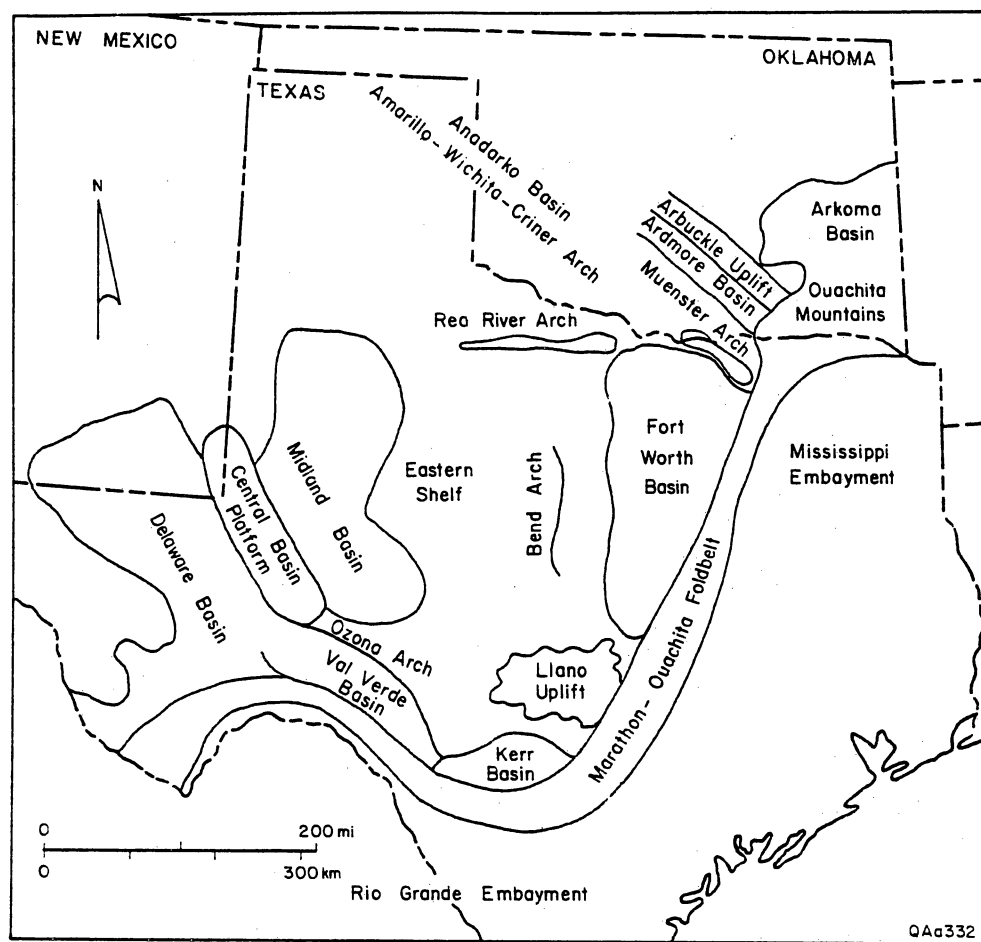 NEW MEXICO
OKLAHOMA
TEXAS
Anadarko Basin
Amarillo-Wichita-Criner Arch
N
Arkoma
Basin
Arbuckle Uplift
Ardmore Basin
Muenster Arch
Ouachita
Mountains
Rea River Arch
Fort
Worth
Basin
Mississippi
Embayment
Eastern
Shelf
Midland
Basin
Central Basin
Platform
Bend Arch
Delaware
Basin
Ozona Arch
Val Verde
Basin
Llano
Uplift
Marathon-Ouachita Foldbelt
Kerr
Basin
0 200 mi
0 300 km
Rio Grande Embayment
QAa332